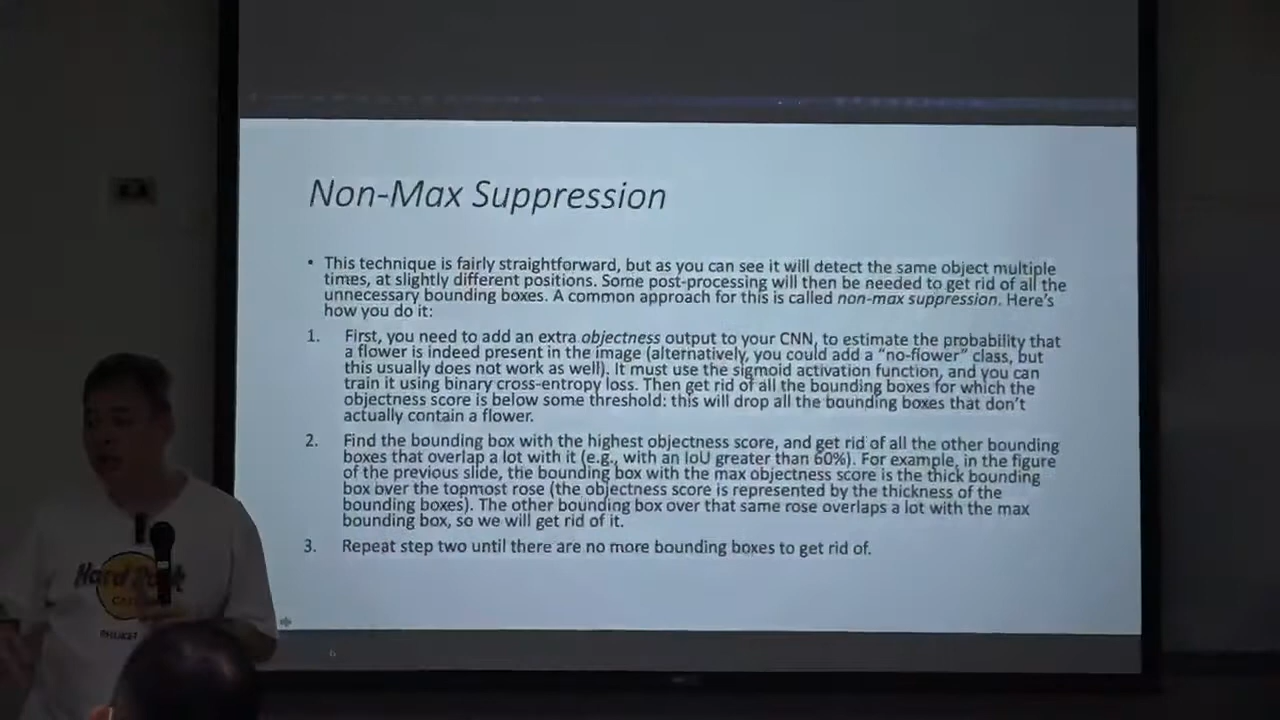 Non-Max Suppression
• This technique is fairly straightforward, but as you can see it will detect the same object multiple
times, at slightly different positions. Some post-processing will then be needed to get rid of all the
unnecessary bounding boxes. A common approach for this is called non-max suppression. Here's
how you do it:
1. First, you need to add an extra objectness output to your CNN, to estimate the probability that
a flower is indeed present in the image (alternatively, you could add a “no-flower” class, but
this usually does not work as well). It must use the sigmoid activation function, and you can
train it using binary cross-entropy loss. Then get rid of all the bounding boxes for which the
objectness score is below some threshold: this will drop all the bounding boxes that don't
actually contain a flower.
2. Find the bounding box with the highest objectness score, and get rid of all the other bounding
boxes that overlap a lot with it (e.g., with an IoU greater than 60%). For example, in the figure
of the previous slide, the bounding box with the max objectness score is the thick bounding
box over the topmost rose (the objectness score is represented by the thickness of the
bounding boxes). The other bounding box over that same rose overlaps a lot with the max
bounding box, so we will get rid of it.
3. Repeat step two until there are no more bounding boxes to get rid of.
Hard
PHUKET